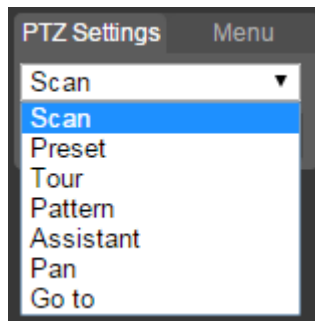 PTZ Settings Menu
Scan
Scan
Preset
Tour
Pattern
Assistant
Pan
Go to